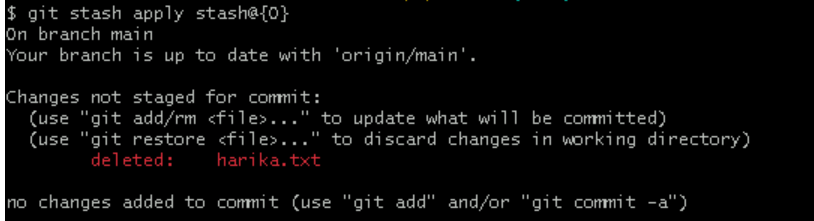 $ git stash apply stash@{0}
On branch main
Your branch is up to date with 'origin/main'.
Changes not staged for commit:
(use "git add/rm <file>..." to update what will be committed)
(use "git restore <file>..." to discard changes in working directory)
deleted: harika.txt
no changes added to commit (use "git add" and/or "git commit -a")